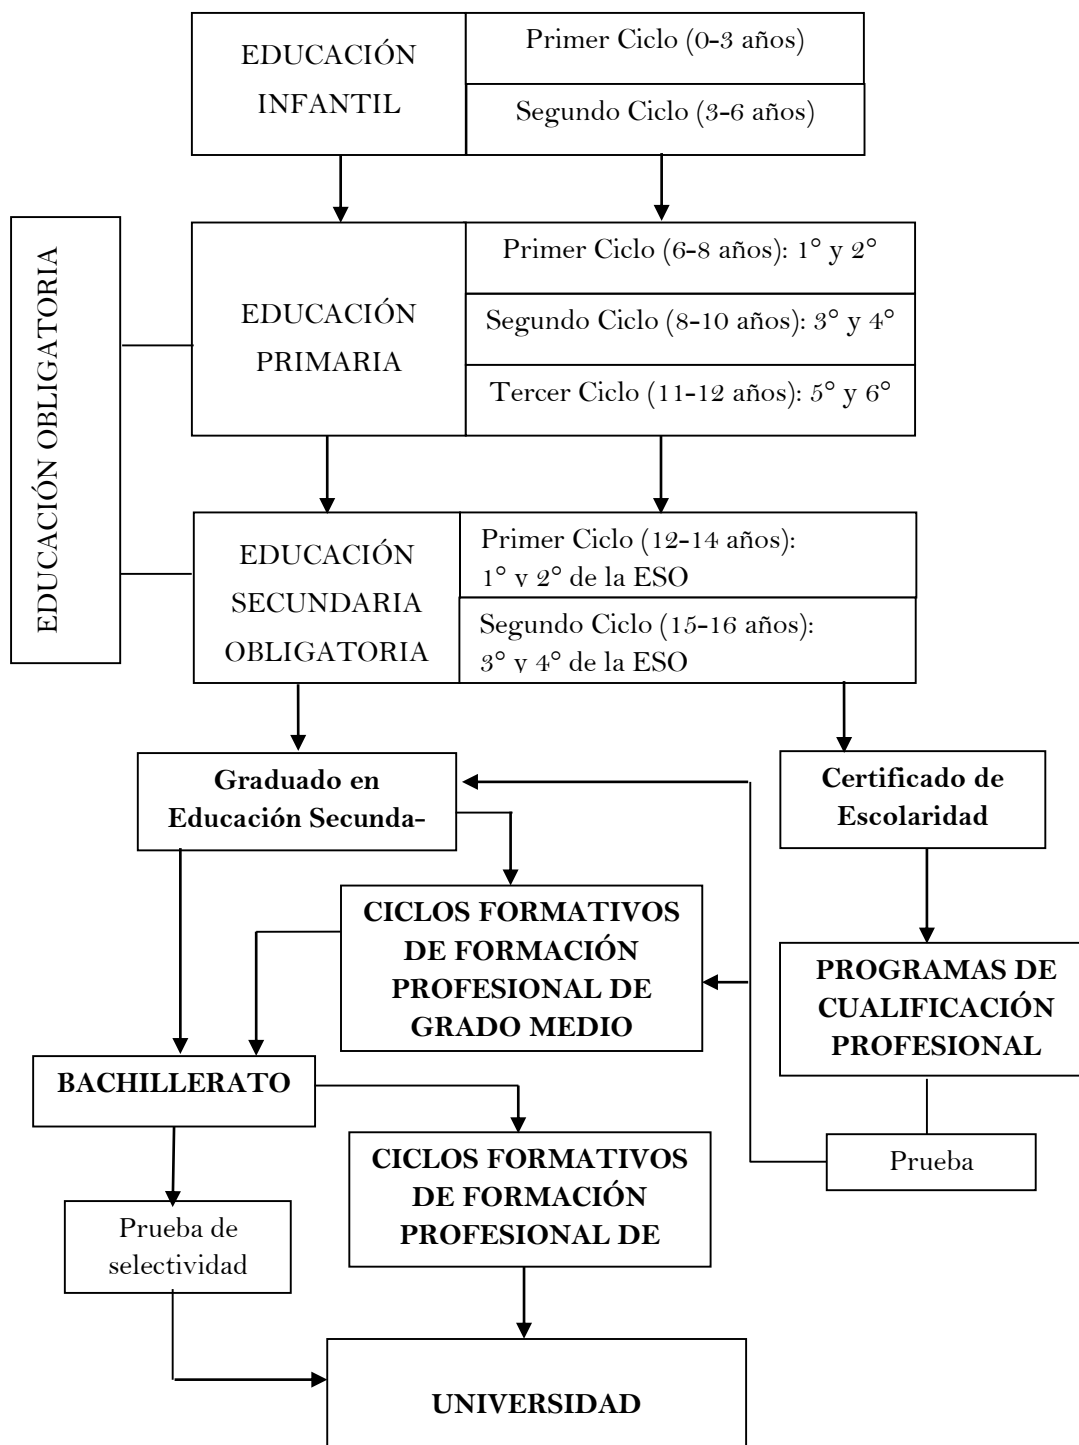 EDUCACIÓN
INFANTIL
Primer Ciclo (0-3 años)
Segundo Ciclo (3-6 años)
EDUCACIÓN OBLIGATORIA
EDUCACIÓN
PRIMARIA
Primer Ciclo (6-8 años): 1° y 2°
Segundo Ciclo (8-10 años): 3° y 4°
Tercer Ciclo (11-12 años): 5° y 6°
EDUCACIÓN
SECUNDARIA
OBLIGATORIA
Primer Ciclo (12-14 años):
1° y 2° de la ESO
Segundo Ciclo (15-16 años):
3° y 4° de la ESO
Graduado en
Educación Secunda-
Certificado de
Escolaridad
CICLOS FORMATIVOS
DE FORMACIÓN
PROFESIONAL DE
GRADO MEDIO
PROGRAMAS DE
CUALIFICACIÓN
PROFESIONAL
BACHILLERATO
CICLOS FORMATIVOS
DE FORMACIÓN
PROFESIONAL DE
Prueba
Prueba de
selectividad
UNIVERSIDAD